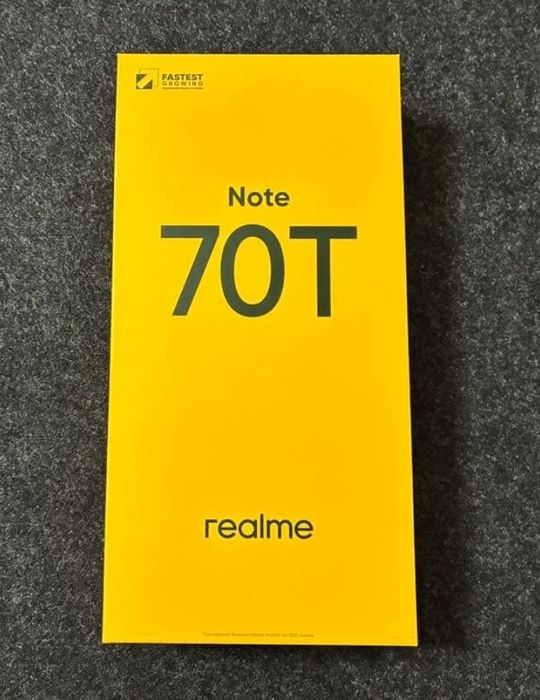 FASTEST
GROWING
Note
70T
realme